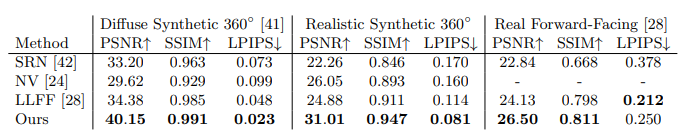 Diffuse Synthetic 360° [41] Realistic Synthetic 360° Real Forward-Facing [28]
Method PSNR↑ SSIM↑ LPIPS↓ PSNR↑ SSIM↑ LPIPS↓ PSNR↑ SSIM↑ LPIPS↓
SRN [42] 33.20 0.963 0.073 22.26 0.846 0.170 22.84 0.668 0.378
NV [24] 29.62 0.929 0.099 26.05 0.893 0.160 - - -
LLFF [28] 34.38 0.985 0.048 24.88 0.911 0.114 24.13 0.798 0.212
Ours 40.15 0.991 0.023 31.01 0.947 0.081 26.50 0.811 0.250